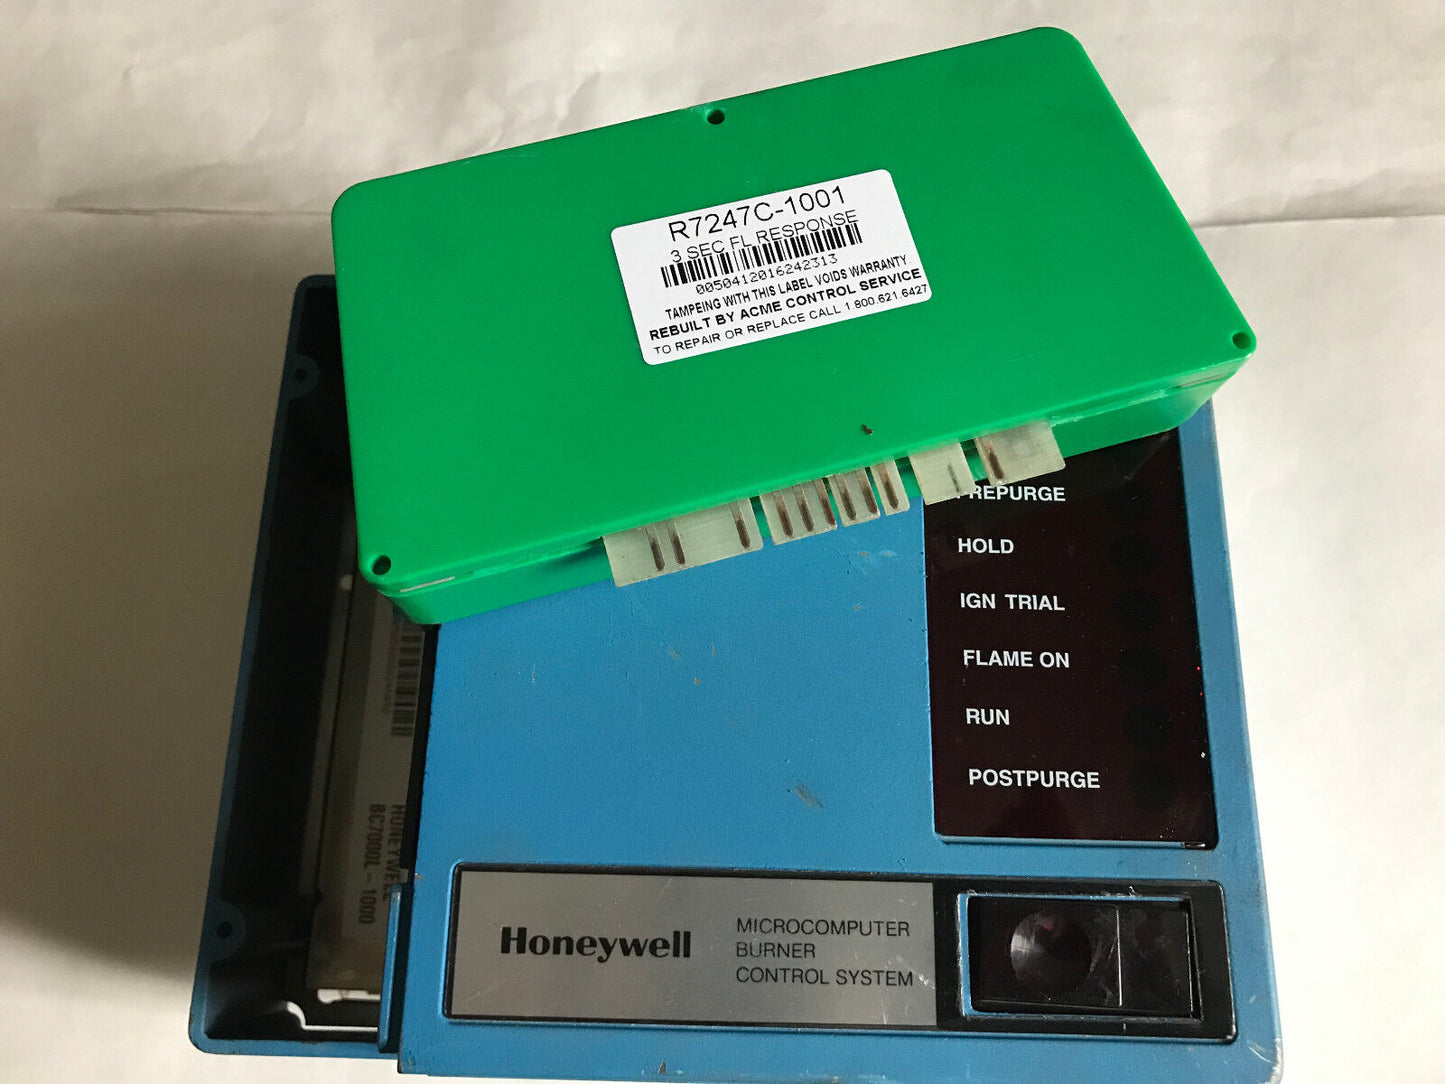 R7247C-1001
3 SEC FL RESPONSE
0050412016242313
TAMPEING WITH THIS LABEL VOIDS WARRANTY
REBUILT BY ACME CONTROL SERVICE
TO REPAIR OR REPLACE CALL 1.800.621.6427
PREPURGE
HOLD
IGN TRIAL
FLAME ON
RUN
POSTPURGE
HONEYWELL
BC7000L-1000
Honeywell
MICROCOMPUTER
BURNER
CONTROL SYSTEM